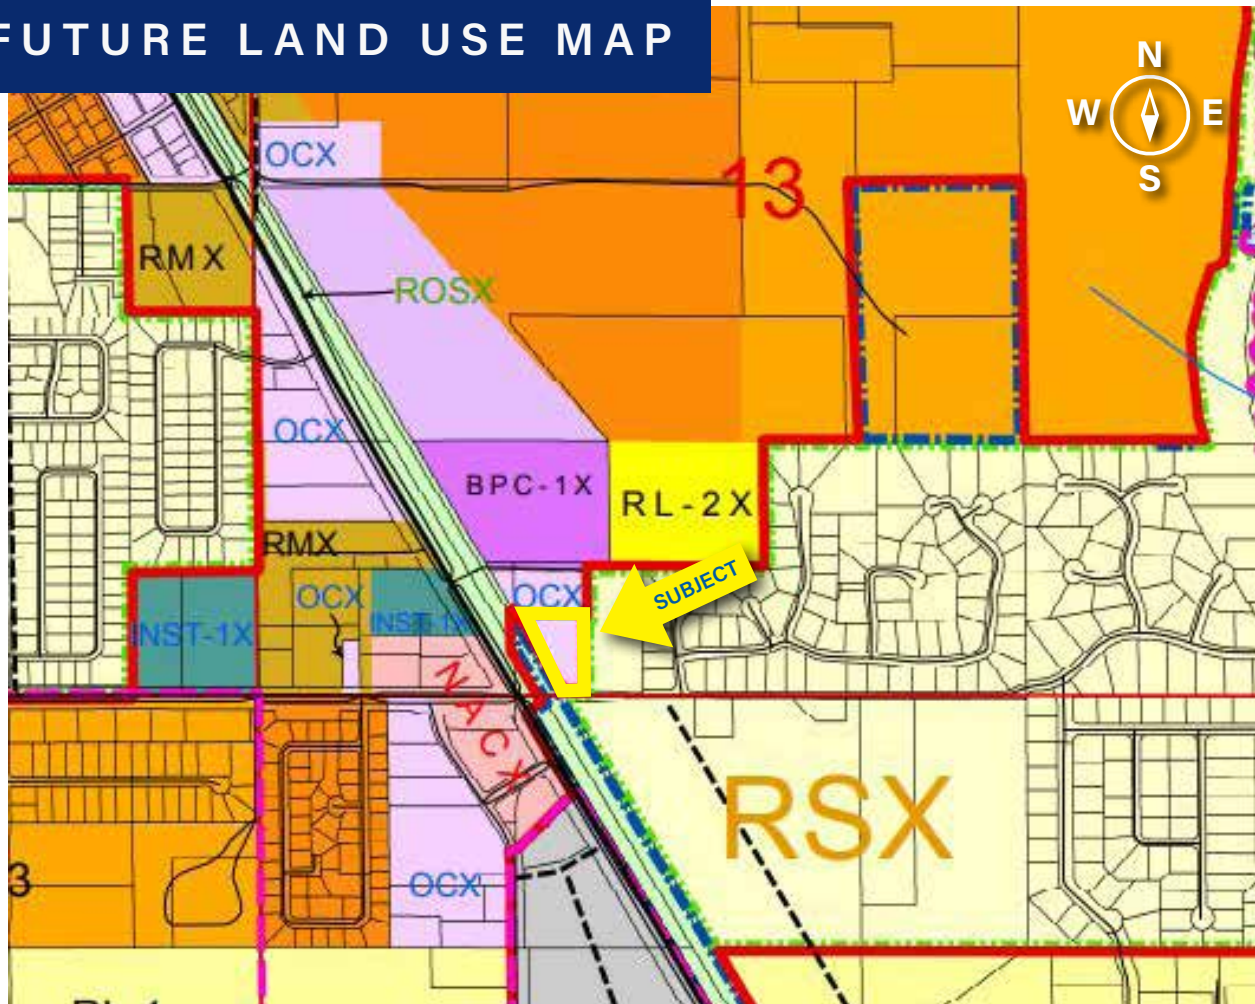 FUTURE LAND USE MAP
N
W E
S
OCX
13
RMX
ROSX
OCX
BPC-1X
RL-2X
RMX
SUBJECT
OCX
OCX
INST-1X
INST-1X
NACX
RSX
3
OCX